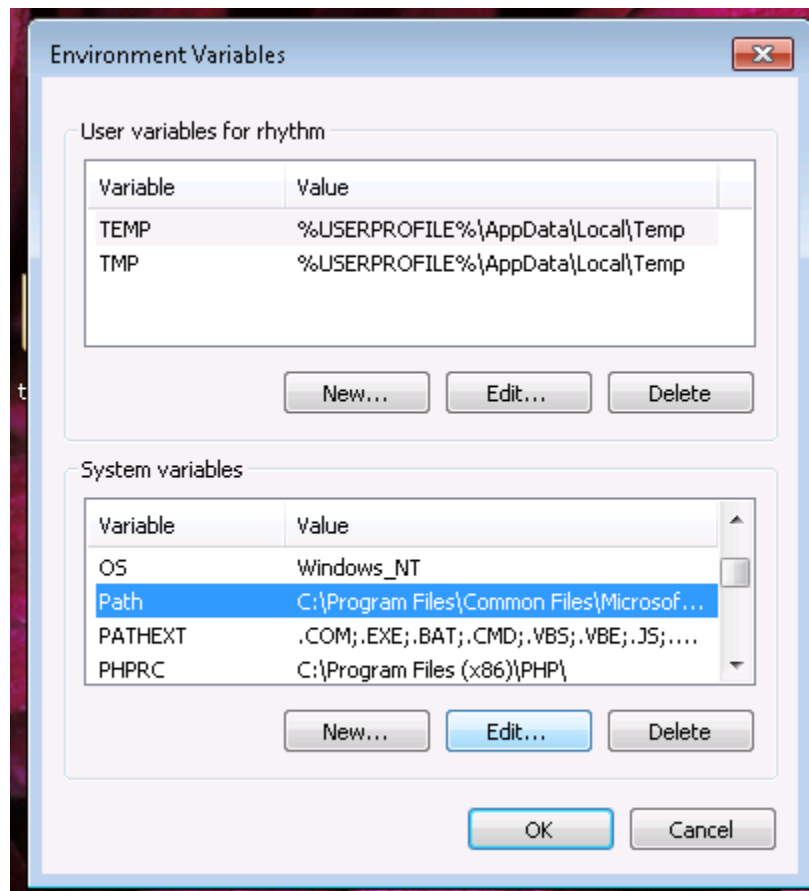 Environment Variables
User variables for rhythm
Variable Value
TEMP %USERPROFILE%\AppData\Local\Temp
TMP %USERPROFILE%\AppData\Local\Temp
New... Edit... Delete
t
System variables
Variable Value
OS Windows_NT
Path C:\Program Files\Common Files\Microsof...
PATHEXT .COM;.EXE;.BAT;.CMD;.VBS;.VBE;.JS;....
PHPRC C:\Program Files (x86)\PHP\
New... Edit... Delete
OK Cancel